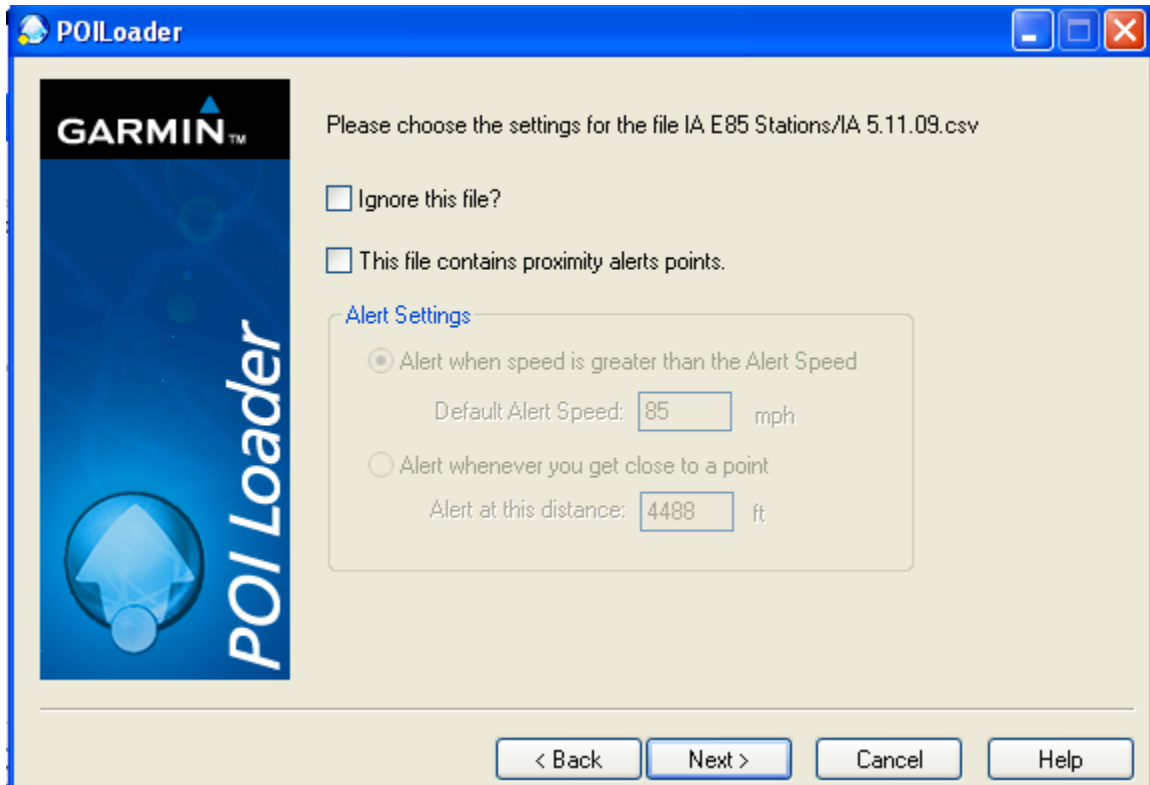 POILoader
GARMIN™
POI Loader
Please choose the settings for the file IA E85 Stations/IA 5.11.09.csv
Ignore this file?
This file contains proximity alerts points.
Alert Settings
Alert when speed is greater than the Alert Speed
Default Alert Speed: 85 mph
Alert whenever you get close to a point
Alert at this distance: 4488 ft
< Back Next > Cancel Help